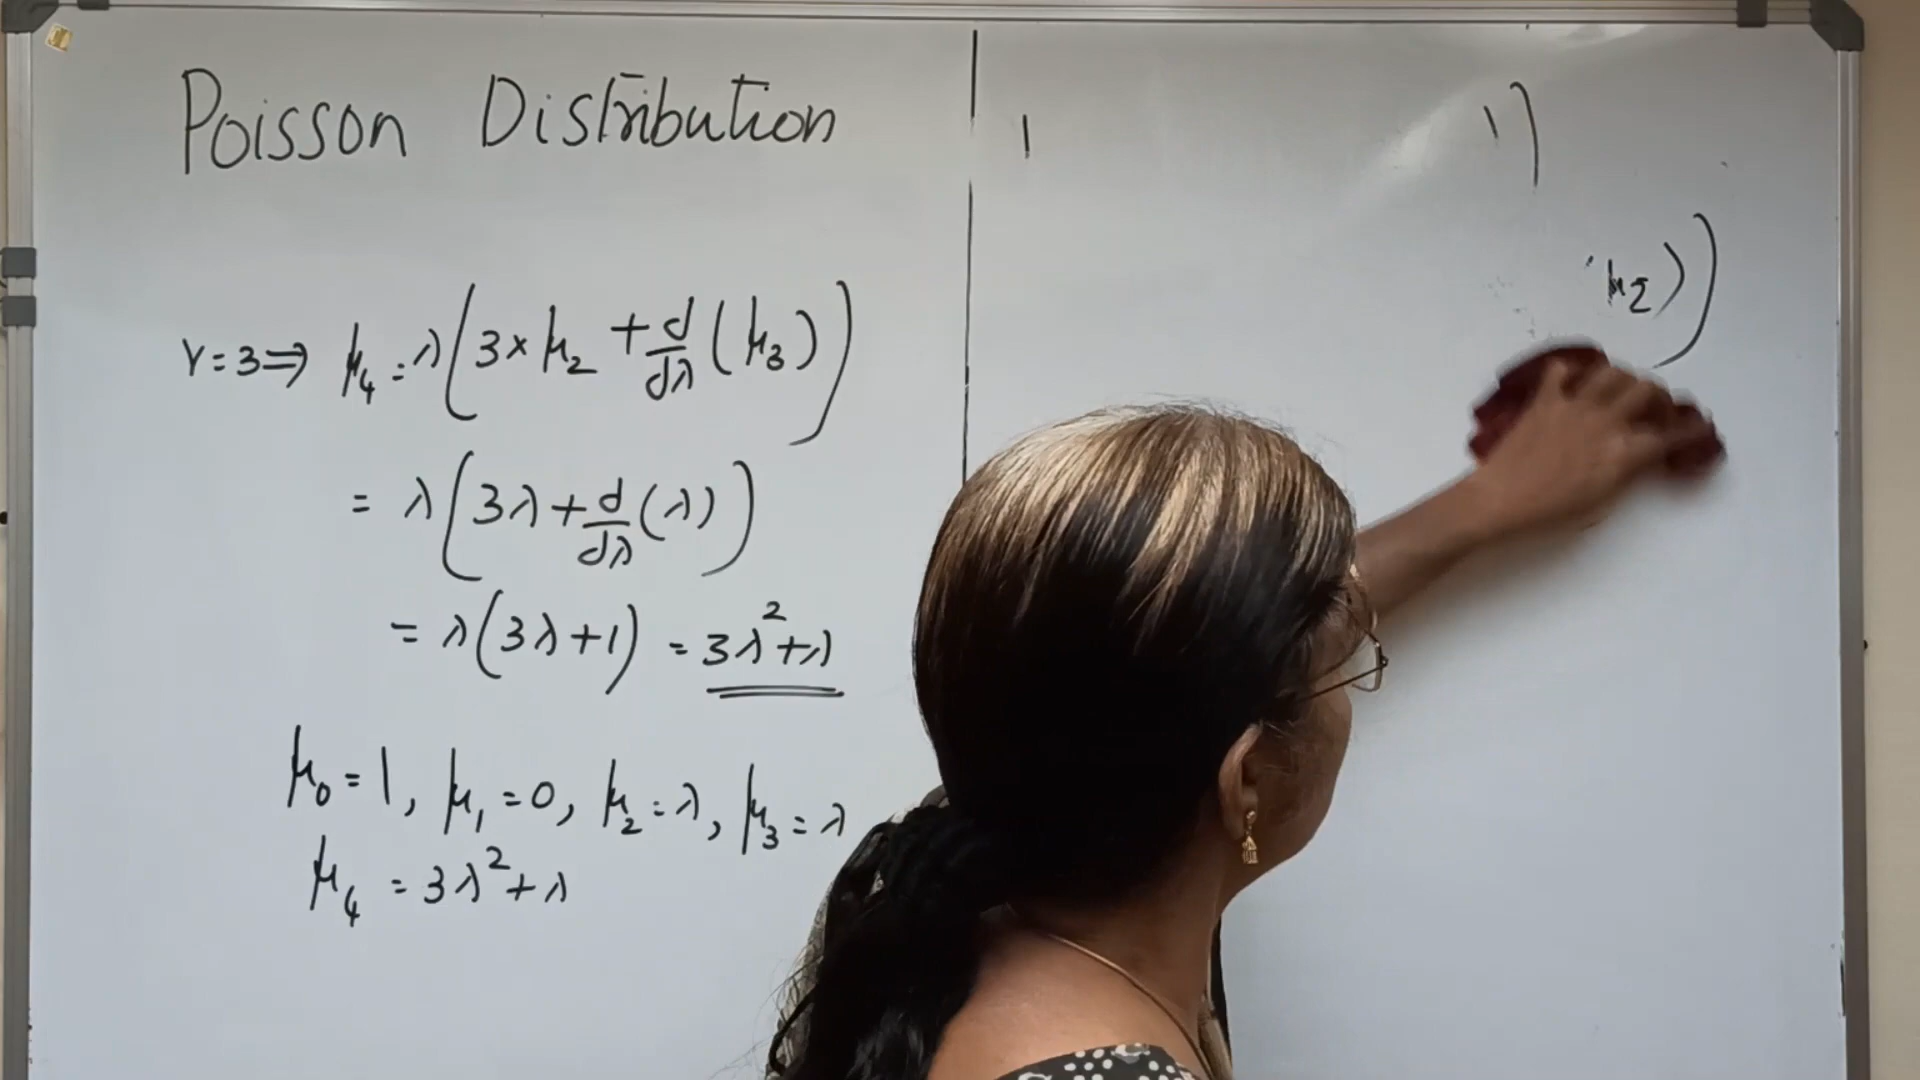 Poisson Distribution
r=3 ⇒ μ₄ = λ(3×μ₂ + d/dλ (μ₃))
= λ(3λ + d/dλ (λ))
= λ(3λ+1) = 3λ²+λ
μ₀ = 1, μ₁ = 0, μ₂ = λ, μ₃ = λ
μ₄ = 3λ²+λ
μ₂))